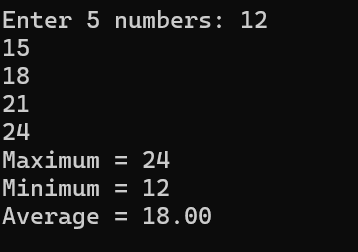 Enter 5 numbers: 12
15
18
21
24
Maximum = 24
Minimum = 12
Average = 18.00